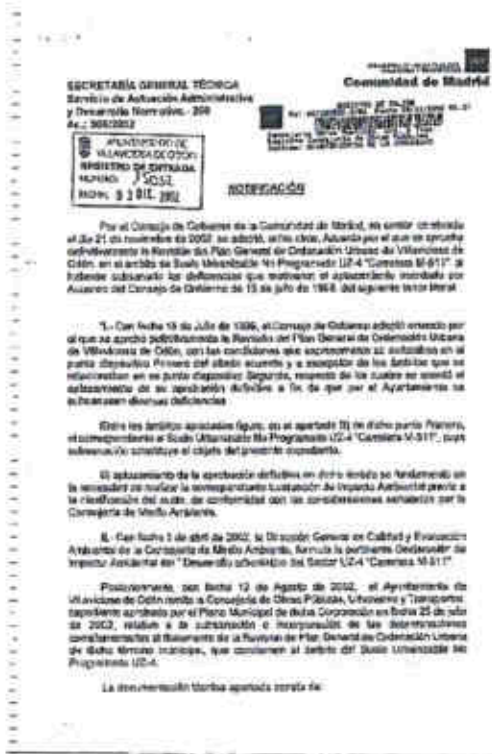 Comunidad de Madrid
SECRETARÍA GENERAL TÉCNICA
Servicio de Actuación Administrativa
y Desarrollo Normativo.- 200
AYUNTAMIENTO DE
VILLAVICIOSA DE ODÓN
REGISTRO DE ENTRADA
DIC. 2002
NOTIFICACIÓN
Por el Consejo de Gobierno de la Comunidad de Madrid, en sesión celebrada
el día 21 de noviembre de 2002, se adoptó, entre otros, Acuerdo por el que se aprueba
definitivamente la Revisión del Plan General de Ordenación Urbana de Villaviciosa de
Odón, en el ámbito de Suelo Urbanizable No Programado UZ-4 "Carretera M-511", al
haberse subsanado las deficiencias que motivaron el aplazamiento acordado por
Acuerdo del Consejo de Gobierno de 15 de julio de del siguiente tenor literal:
"I.- Con fecha 15 de Julio de el Consejo de Gobierno adoptó acuerdo por
el que se aprobó definitivamente la Revisión del Plan General de Ordenación Urbana
de Villaviciosa de Odón, con las condiciones que expresamente se señalaban en el
punto dispositivo Primero del citado acuerdo y a excepción de los ámbitos que se
relacionaban en su punto dispositivo Segundo, respecto de los cuales se acordó el
aplazamiento de su aprobación definitiva a fin de que por el Ayuntamiento se
subsanasen diversas deficiencias
Entre los ámbitos aplazados figura, en el apartado de dicho punto Primero,
el correspondiente al Suelo Urbanizable No Programado UZ-4 "Carretera M-511", cuya
subsanación constituye el objeto del presente expediente.
El aplazamiento de la aprobación definitiva en dicho ámbito se fundamentó en
la necesidad de realizar la correspondiente Evaluación de Impacto Ambiental previa a
la clasificación del suelo, de conformidad con las consideraciones señaladas por la
Consejería de Medio Ambiente.
II.- Con fecha de abril de 2002, la Dirección General de Calidad y Evaluación
Ambiental de la Consejería de Medio Ambiente, formula la pertinente Declaración de
Impacto Ambiental del "Desarrollo urbanístico del Sector UZ-4 "Carretera M-511"
Posteriormente, con fecha 12 de Agosto de 2002, el Ayuntamiento de
Villaviciosa de Odón remite a la Consejería de Obras Públicas, Urbanismo y Transportes,
expediente aprobado por el Pleno Municipal de dicha Corporación en fecha 25 de julio
de 2002, relativo a la subsanación e incorporación de las determinaciones
complementarias al documento de la Revisión de Plan General de Ordenación Urbana
de dicho término municipal, que conciernen al ámbito del Suelo Urbanizable No
Programado UZ-4.
La documentación técnica aportada consta de: